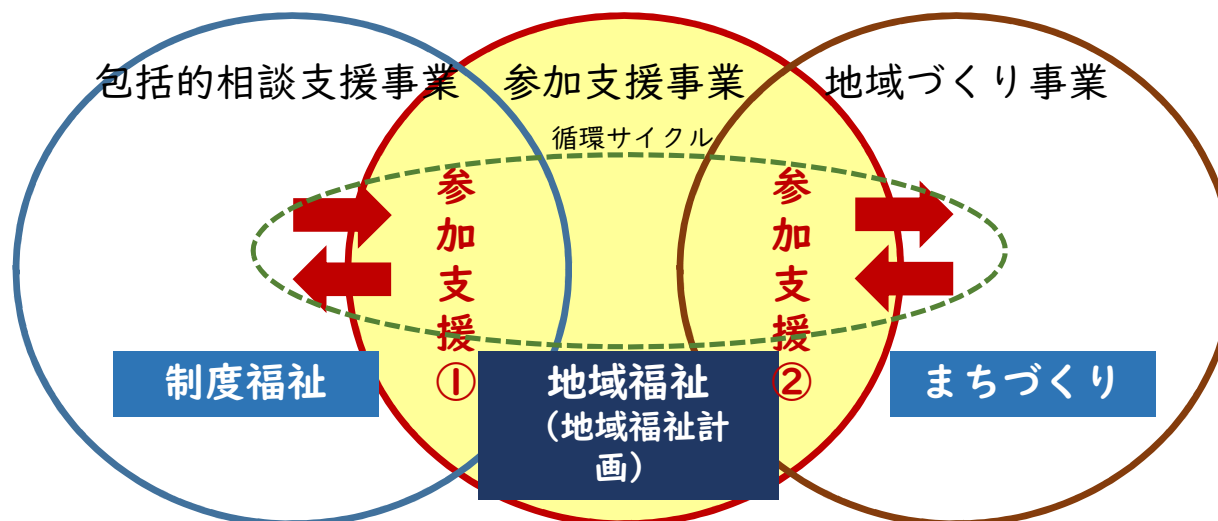 包括的相談支援事業
参加支援事業
地域づくり事業
循環サイクル
参加支援①
参加支援②
制度福祉
地域福祉
（地域福祉計
画）
まちづくり